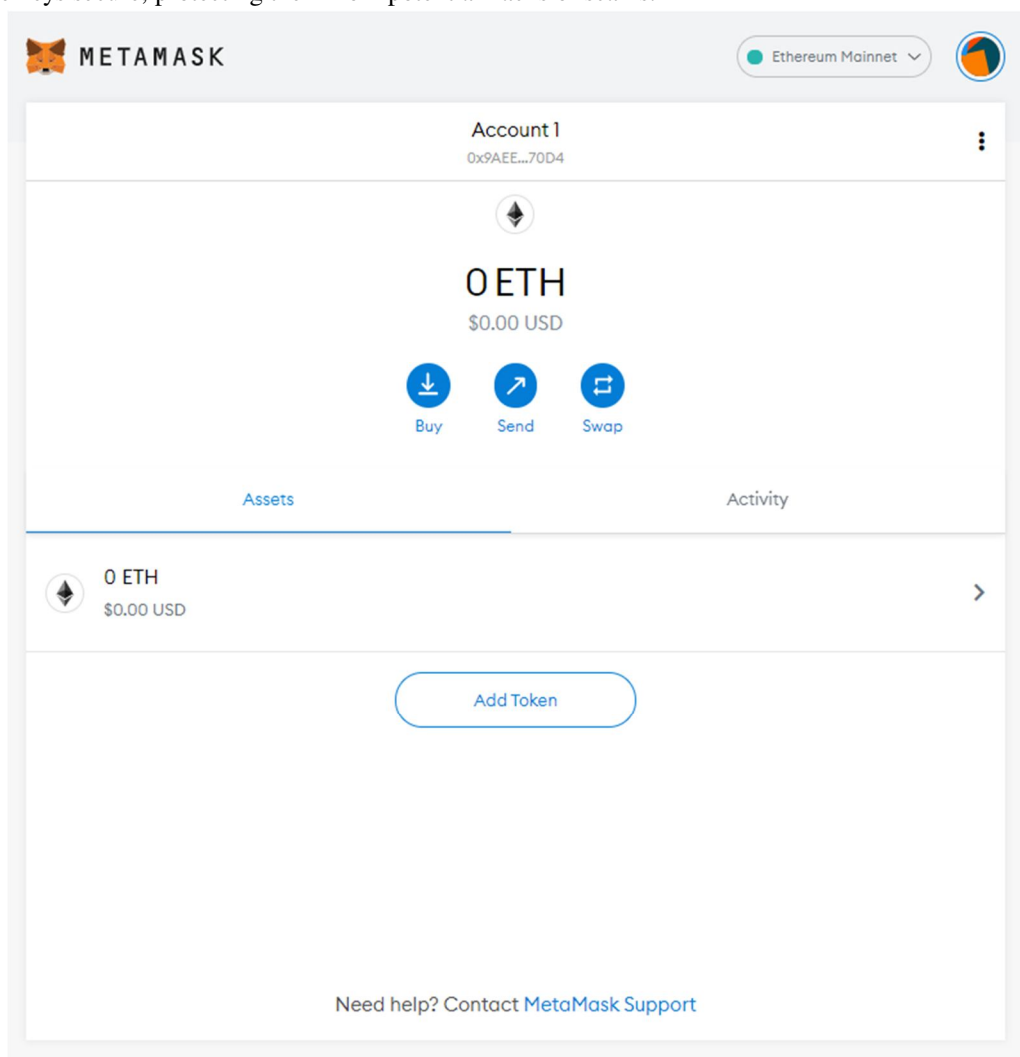 METAMASK
Ethereum Mainnet
Account 1
0x9AEE...70D4
0 ETH
$0.00 USD
Buy Send Swap
Assets Activity
0 ETH
$0.00 USD
Add Token
Need help? Contact MetaMask Support